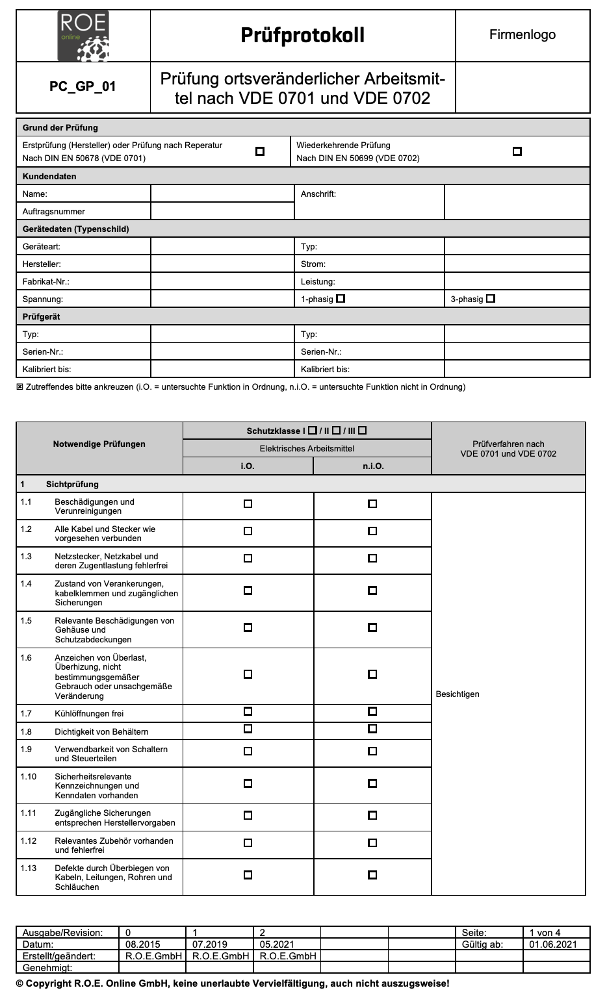 ROE
online
Prüfprotokoll
Firmenlogo
PC_GP_01
Prüfung ortsveränderlicher Arbeitsmit-
tel nach VDE 0701 und VDE 0702
Grund der Prüfung
Erstprüfung (Hersteller) oder Prüfung nach Reperatur
Nach DIN EN 50678 (VDE 0701)
☐
Wiederkehrende Prüfung
Nach DIN EN 50699 (VDE 0702)
☐
Kundendaten
Name:
Anschrift:
Auftragsnummer
Gerätedaten (Typenschild)
Geräteart: Typ:
Hersteller: Strom:
Fabrikat-Nr.: Leistung:
Spannung: 1-phasig ☐ 3-phasig ☐
Prüfgerät
Typ: Typ:
Serien-Nr.: Serien-Nr.:
Kalibriert bis: Kalibriert bis:
☒ Zutreffendes bitte ankreuzen (i.O. = untersuchte Funktion in Ordnung, n.i.O. = untersuchte Funktion nicht in Ordnung)
Notwendige Prüfungen
Schutzklasse I ☐ / II ☐ / III ☐
Elektrisches Arbeitsmittel
i.O. n.i.O.
Prüfverfahren nach
VDE 0701 und VDE 0702
1 Sichtprüfung
1.1 Beschädigungen und
Verunreinigungen
☐ ☐
1.2 Alle Kabel und Stecker wie
vorgesehen verbunden
☐ ☐
1.3 Netzstecker, Netzkabel und
deren Zugentlastung fehlerfrei
☐ ☐
1.4 Zustand von Verankerungen,
kabelklemmen und zugänglichen
Sicherungen
☐ ☐
1.5 Relevante Beschädigungen von
Gehäuse und
Schutzabdeckungen
☐ ☐
1.6 Anzeichen von Überlast,
Überhizung, nicht
bestimmungsgemäßer
Gebrauch oder unsachgemäße
Veränderung
☐ ☐
Besichtigen
1.7 Kühlöffnungen frei ☐ ☐
1.8 Dichtigkeit von Behältern ☐ ☐
1.9 Verwendbarkeit von Schaltern
und Steuerteilen
☐ ☐
1.10 Sicherheitsrelevante
Kennzeichnungen und
Kenndaten vorhanden
☐ ☐
1.11 Zugängliche Sicherungen
entsprechen Herstellervorgaben
☐ ☐
1.12 Relevantes Zubehör vorhanden
und fehlerfrei
☐ ☐
1.13 Defekte durch Überbiegen von
Kabeln, Leitungen, Rohren und
Schläuchen
☐ ☐
Ausgabe/Revision: 0 1 2 Seite: 1 von 4
Datum: 08.2015 07.2019 05.2021 Gültig ab: 01.06.2021
Erstellt/geändert: R.O.E.GmbH R.O.E.GmbH R.O.E.GmbH
Genehmigt:
© Copyright R.O.E. Online GmbH, keine unerlaubte Vervielfältigung, auch nicht auszugsweise!